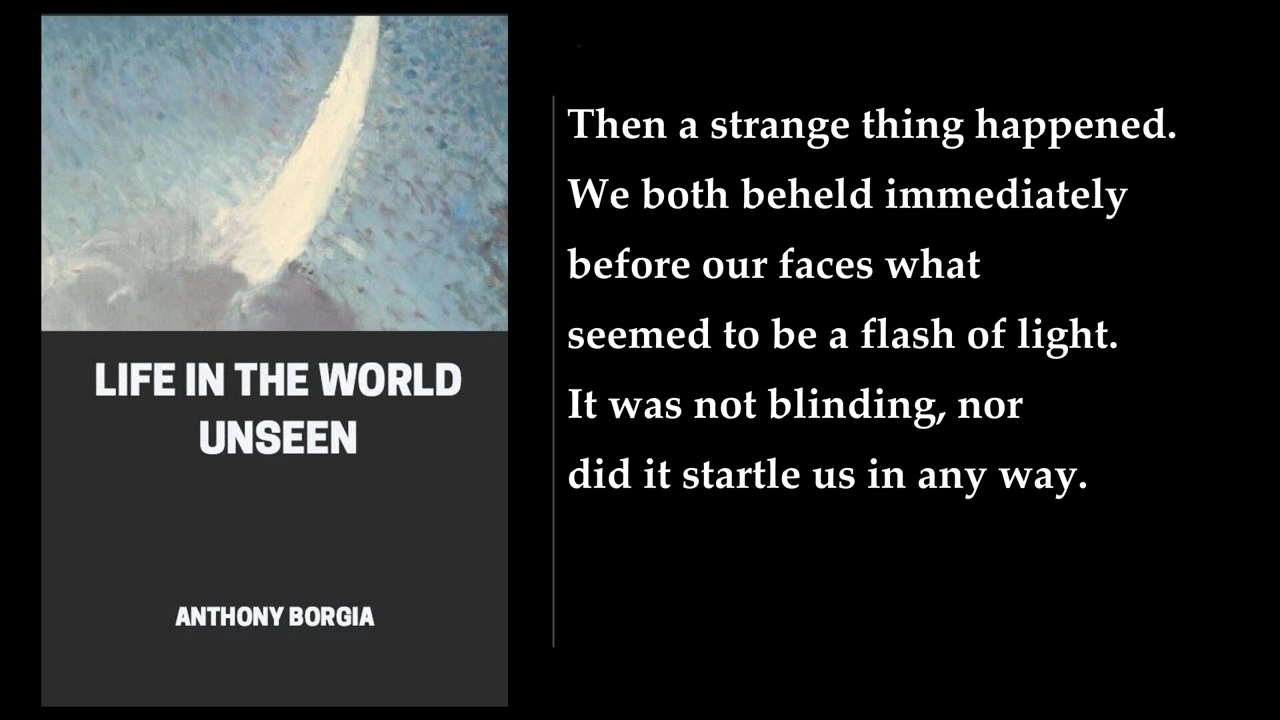 LIFE IN THE WORLD
UNSEEN
ANTHONY BORGIA
Then a strange thing happened.
We both beheld immediately
before our faces what
seemed to be a flash of light.
It was not blinding, nor
did it startle us in any way.